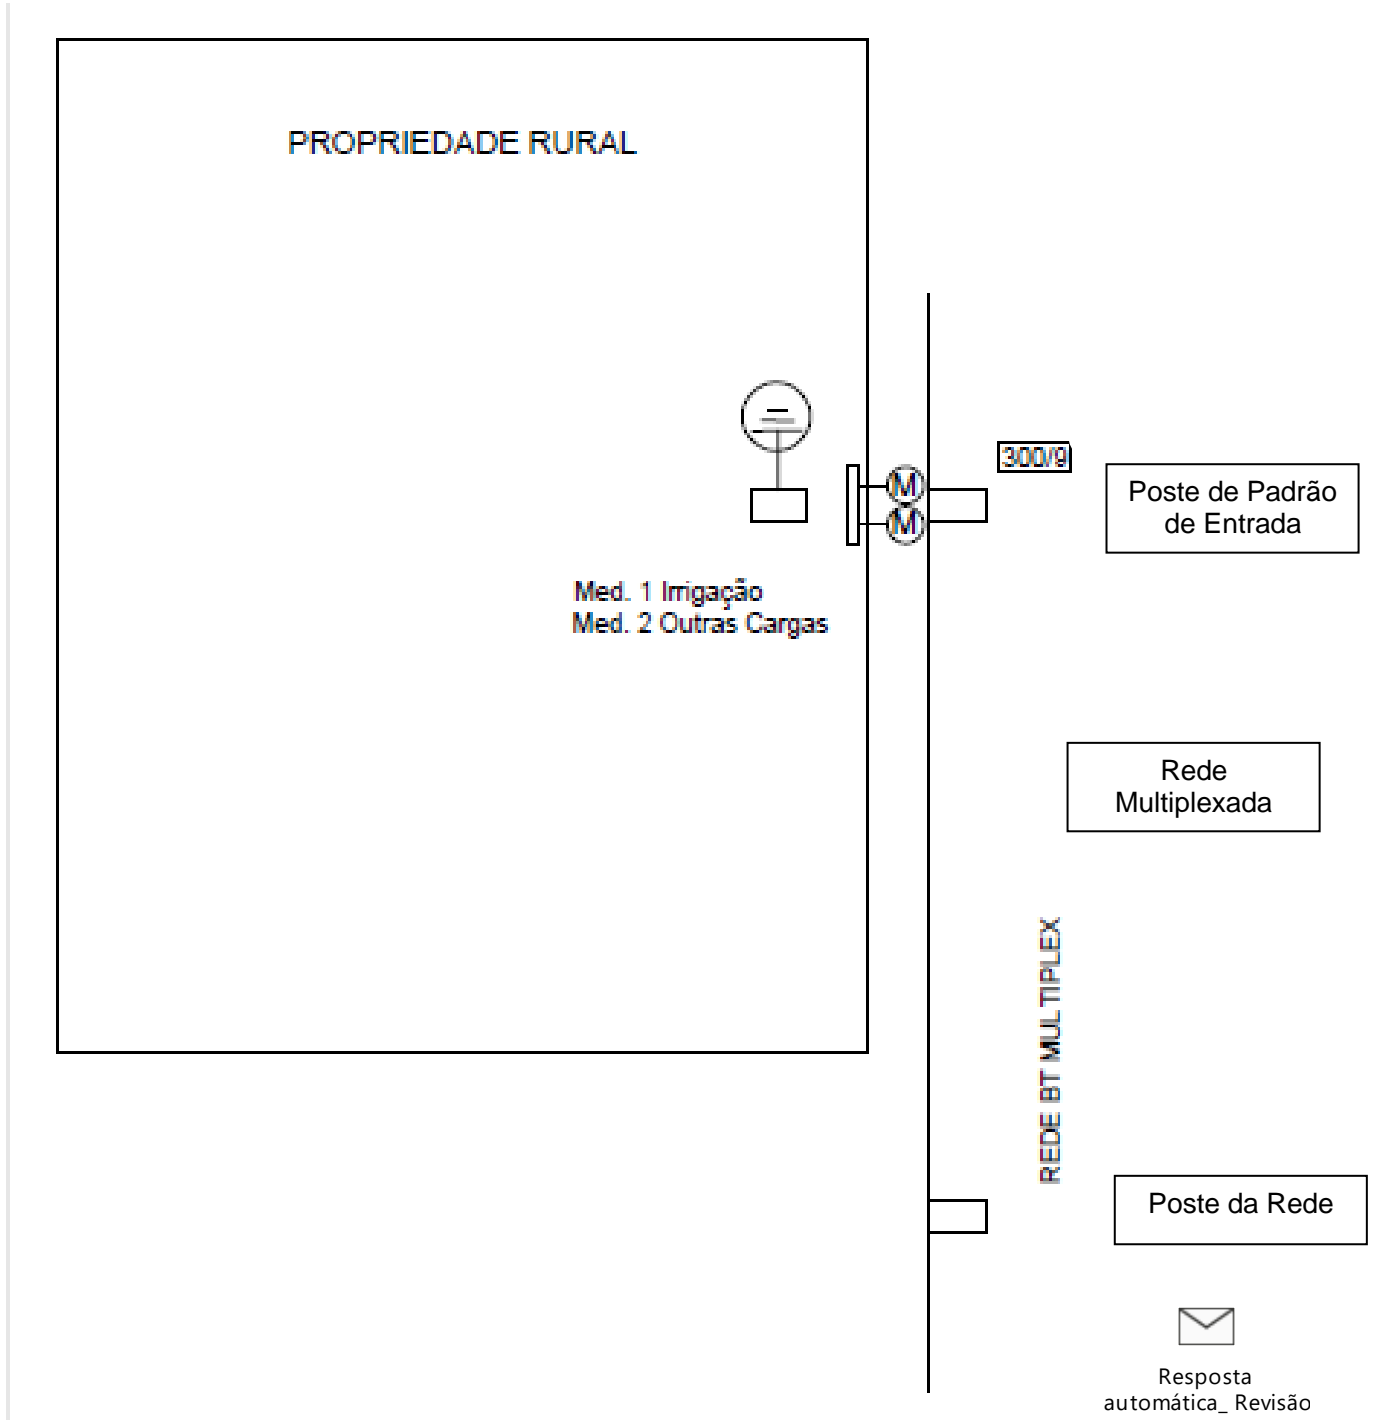 PROPRIEDADE RURAL
300/9
M
M
Poste de Padrão
de Entrada
Med. 1 Irrigação
Med. 2 Outras Cargas
Rede
Multiplexada
REDE BT MULTIPLEX
Poste da Rede
Resposta
automática_ Revisão